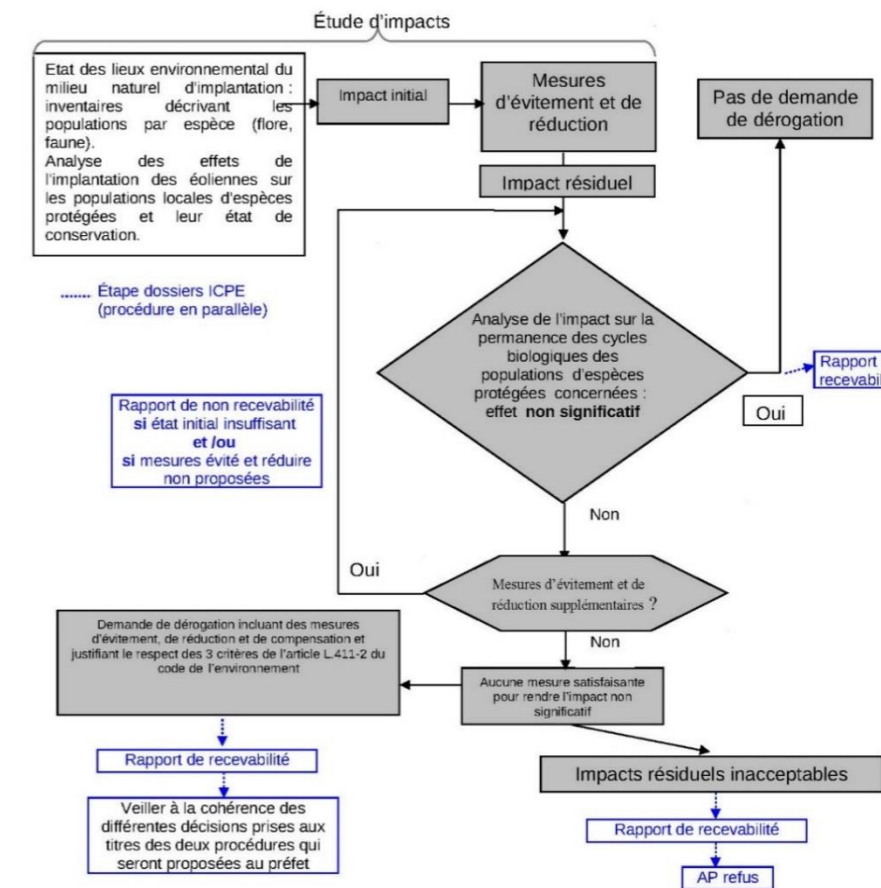 Étude d'impacts
Etat des lieux environnemental du
milieu naturel d'implantation :
inventaires décrivant les
populations par espèce (flore,
faune).
Analyse des effets de
l'implantation des éoliennes sur
les populations locales d'espèces
protégées et leur état de
conservation.
Impact initial
Mesures
d'évitement et de
réduction
Pas de demande
de dérogation
Impact résiduel
Étape dossiers ICPE
(procédure en parallèle)
Analyse de l'impact sur la
permanence des cycles
biologiques des
populations d'espèces
protégées concernées :
effet non significatif
Rapport
Oui
Rapport de non recevabilité
si état initial insuffisant
et /ou
si mesures évité et réduire
non proposées
Non
Oui
Mesures d'évitement et de
réduction supplémentaires ?
Non
Demande de dérogation incluant des mesures
d'évitement, de réduction et de compensation et
justifiant le respect des 3 critères de l'article L.411-2 du
code de l'environnement
Aucune mesure satisfaisante
pour rendre l'impact non
significatif
Rapport de recevabilité
Impacts résiduels inacceptables
Veiller à la cohérence des
différentes décisions prises aux
titres des deux procédures qui
seront proposées au préfet
Rapport de recevabilité
AP refus